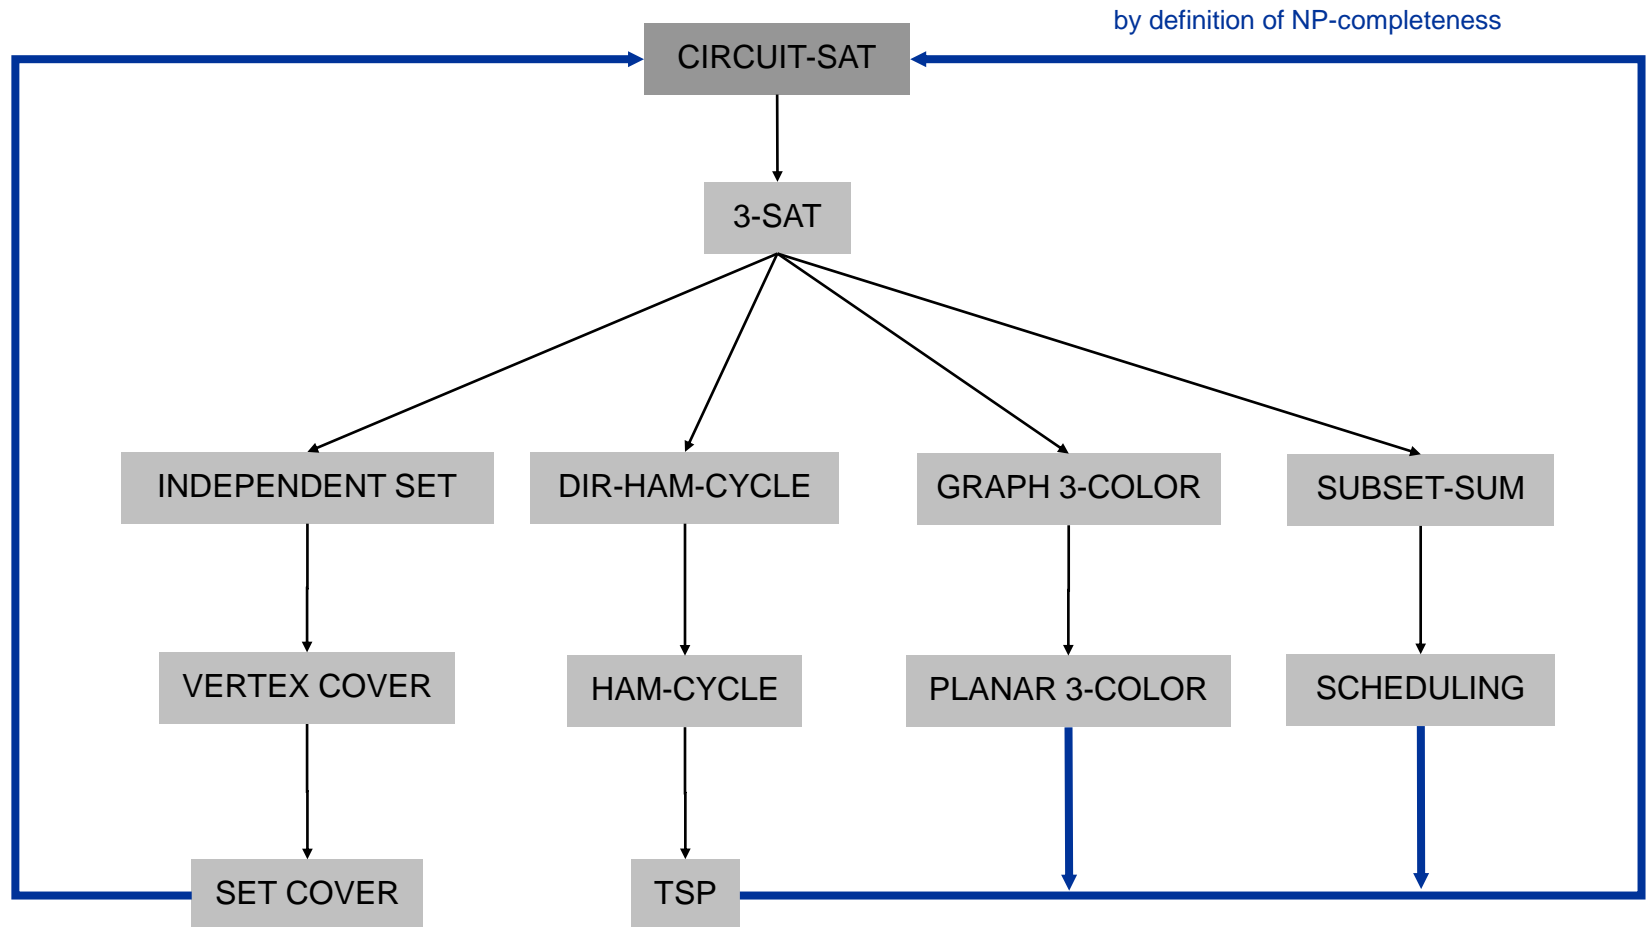 by definition of NP-completeness
CIRCUIT-SAT
3-SAT
INDEPENDENT SET
DIR-HAM-CYCLE
GRAPH 3-COLOR
SUBSET-SUM
VERTEX COVER
HAM-CYCLE
PLANAR 3-COLOR
SCHEDULING
SET COVER
TSP